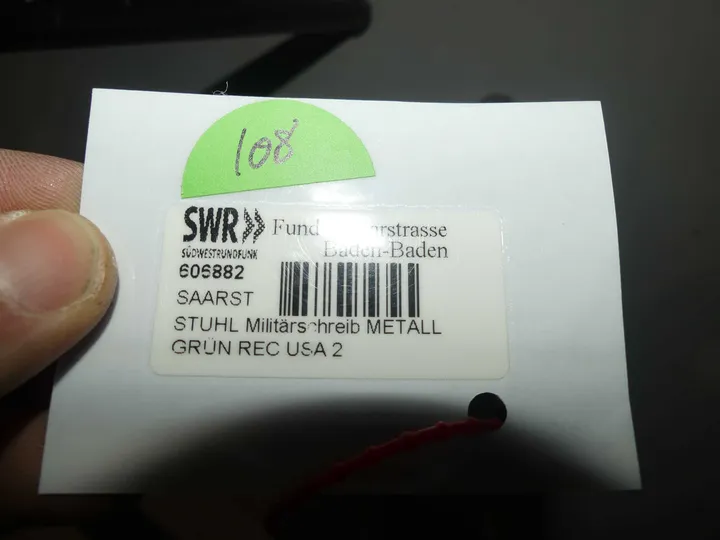 108
SWR» Fund
SÜDWESTRUNDFUNK Baden-Baden
606882
SAARST
STUHL Militärschreib METALL
GRÜN REC USA 2